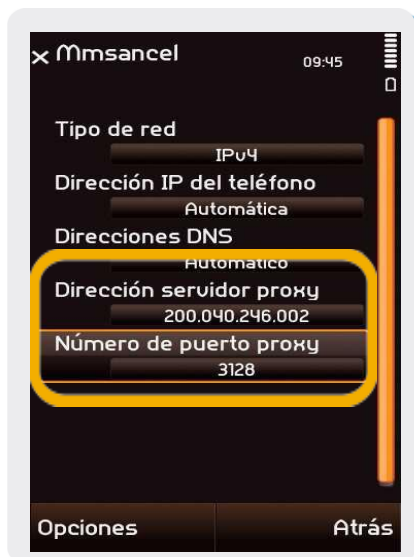 Mmsancel
09:45
Tipo de red
IPv4
Dirección IP del teléfono
Automática
Direcciones DNS
Automático
Dirección servidor proxy
200.040.246.002
Número de puerto proxy
3128
Opciones
Atrás